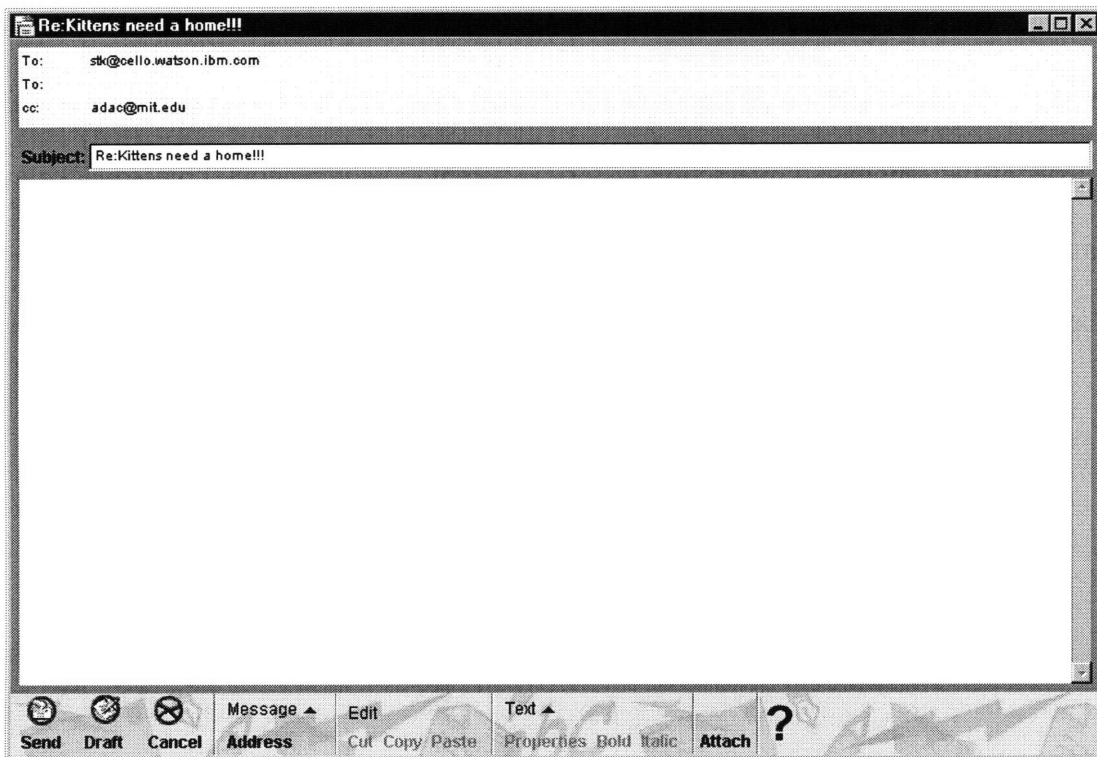 Re:Kittens need a home!!!
To: stk@cello.watson.ibm.com
To:
cc: adac@mit.edu
Subject: Re:Kittens need a home!!!
Message Edit Text ?
Send Draft Cancel Address Cut Copy Paste Properties Bold Italic Attach